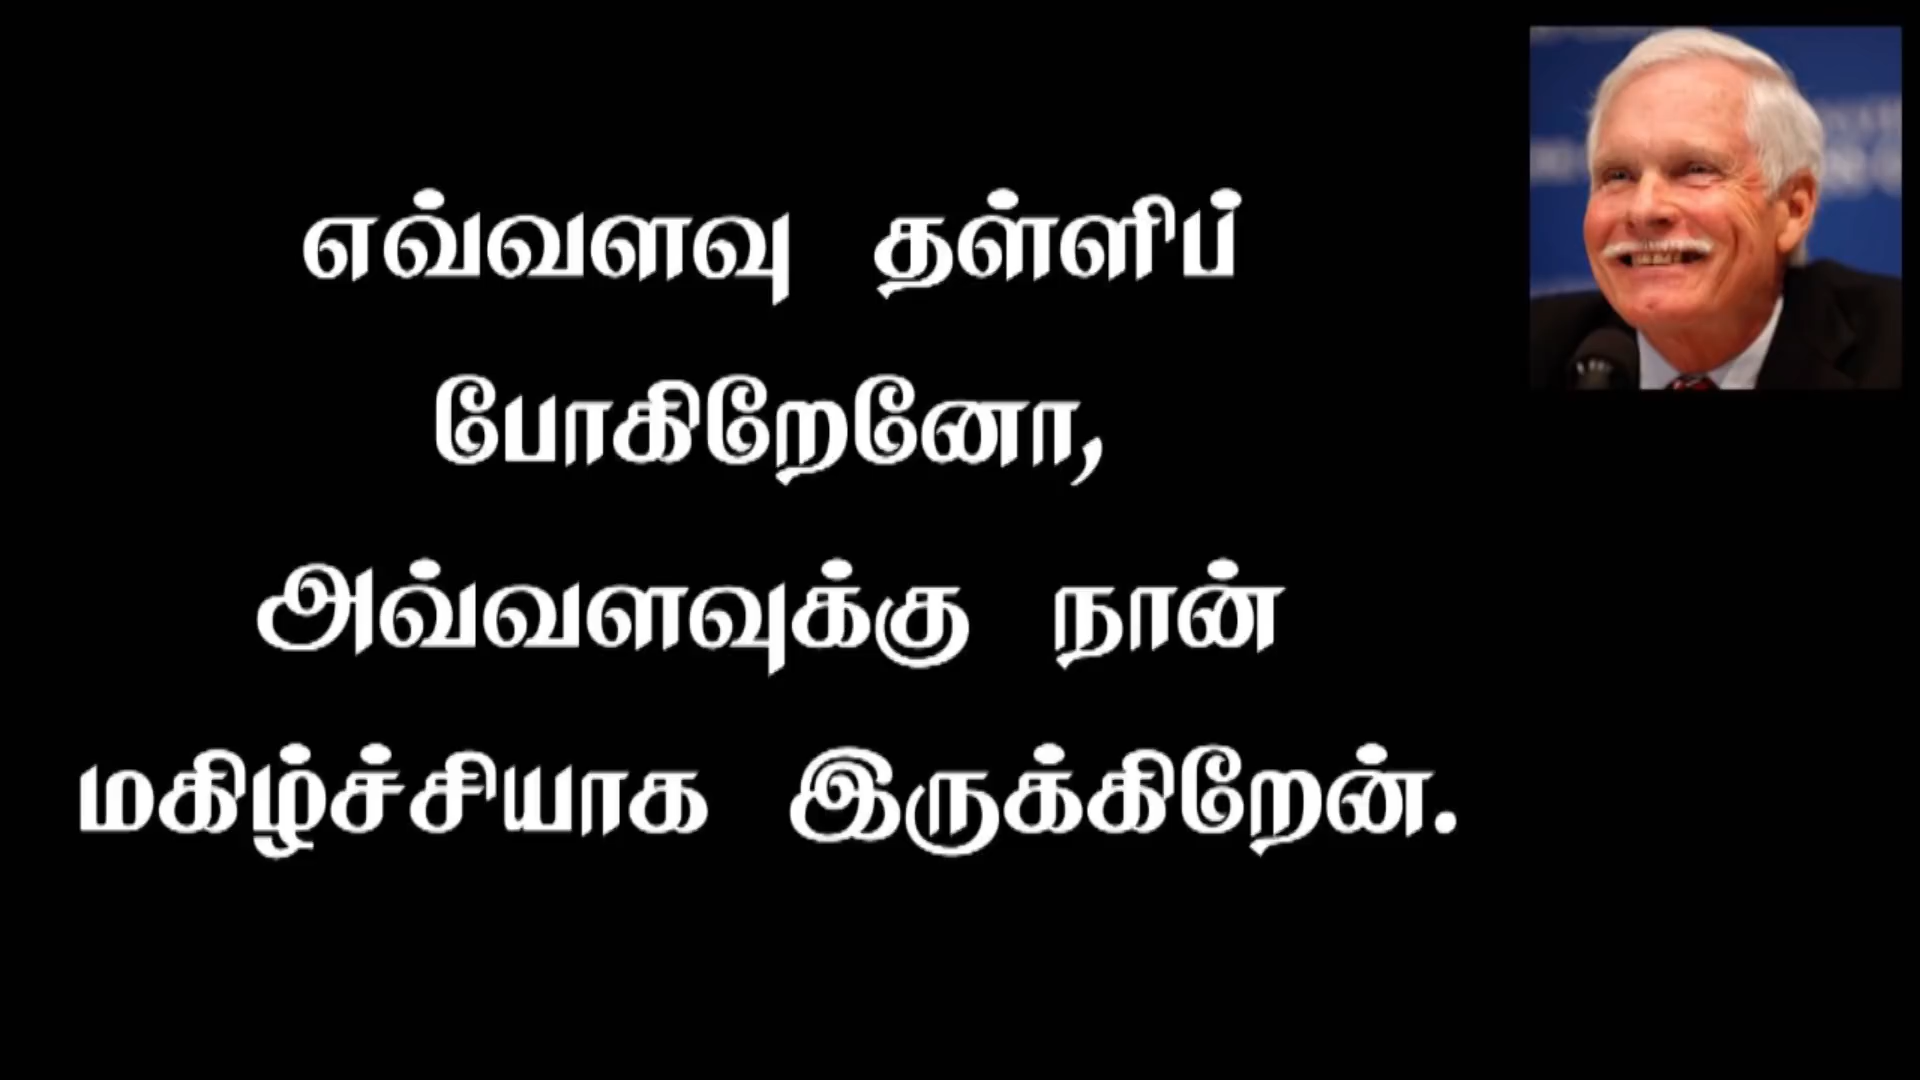 எவ்வளவு தள்ளிப்
போகிறேனோ,
அவ்வளவுக்கு நான்
மகிழ்ச்சியாக இருக்கிறேன்.